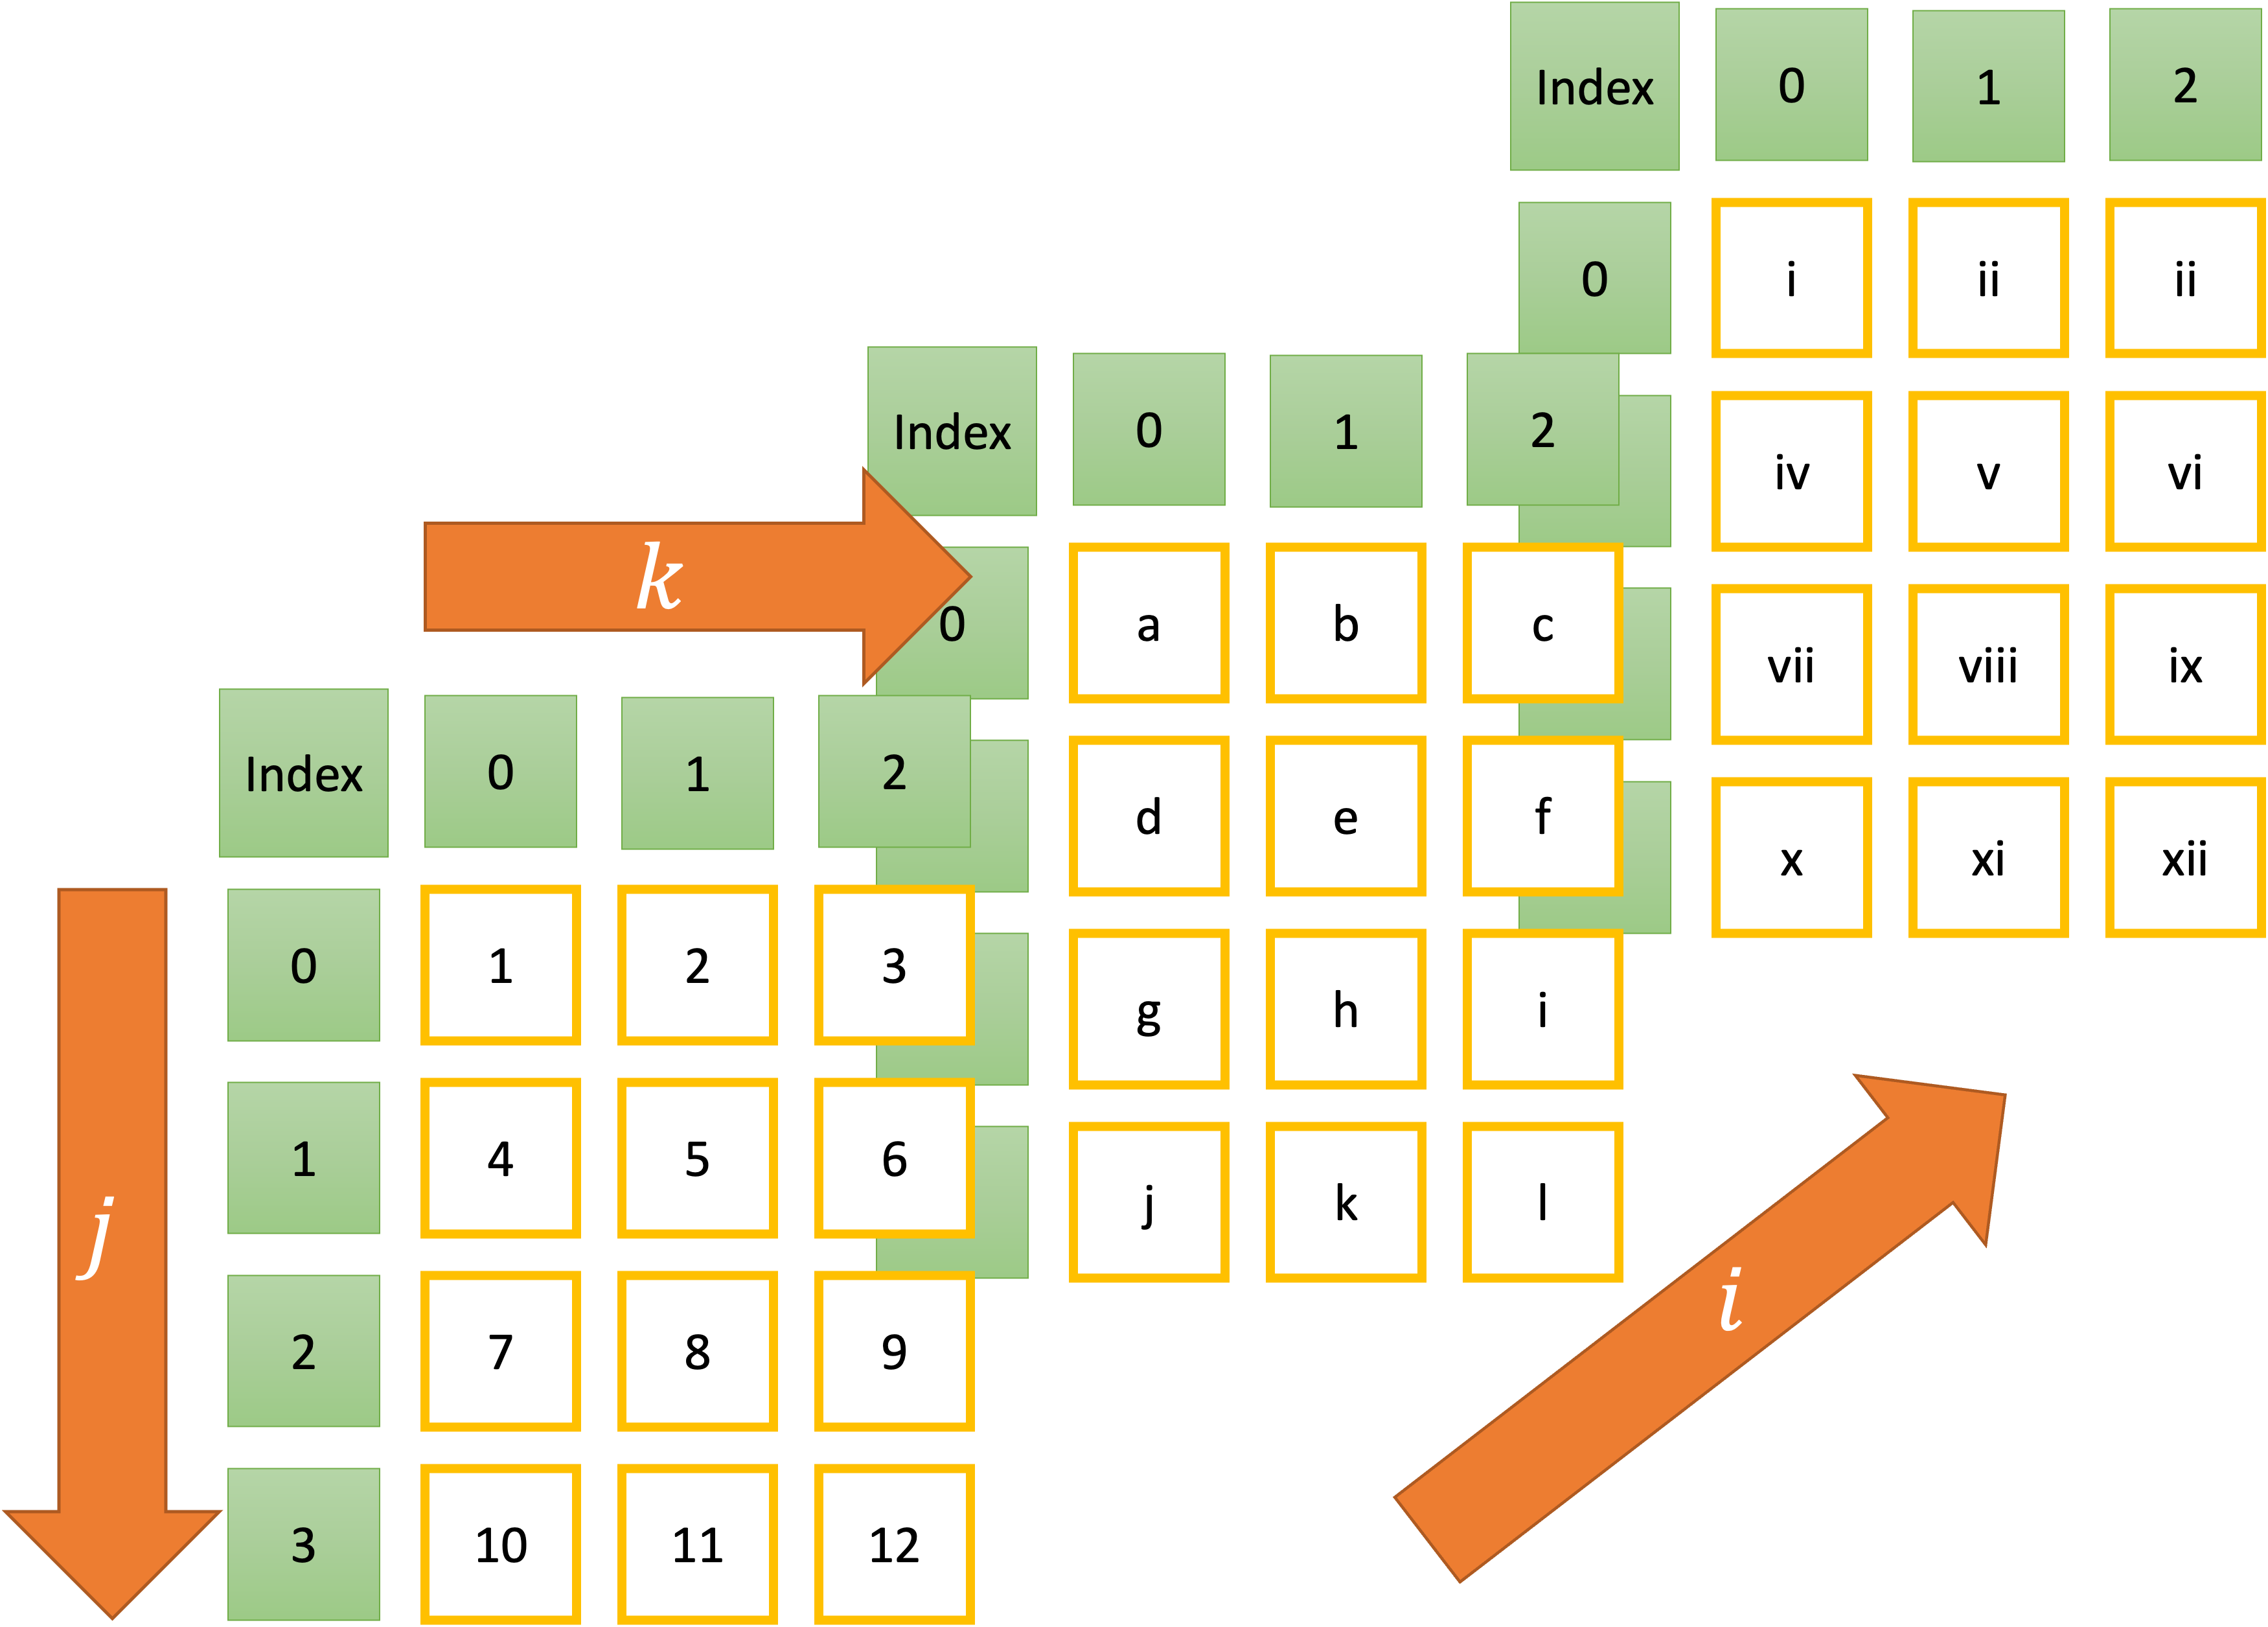 Index 0 1 2
0 i ii ii
iv v vi
vii viii ix
x xi xii
Index 0 1 2
0 a b c
d e f
g h i
j k l
k
Index 0 1 2
0 1 2 3
1 4 5 6
2 7 8 9
3 10 11 12
j
i